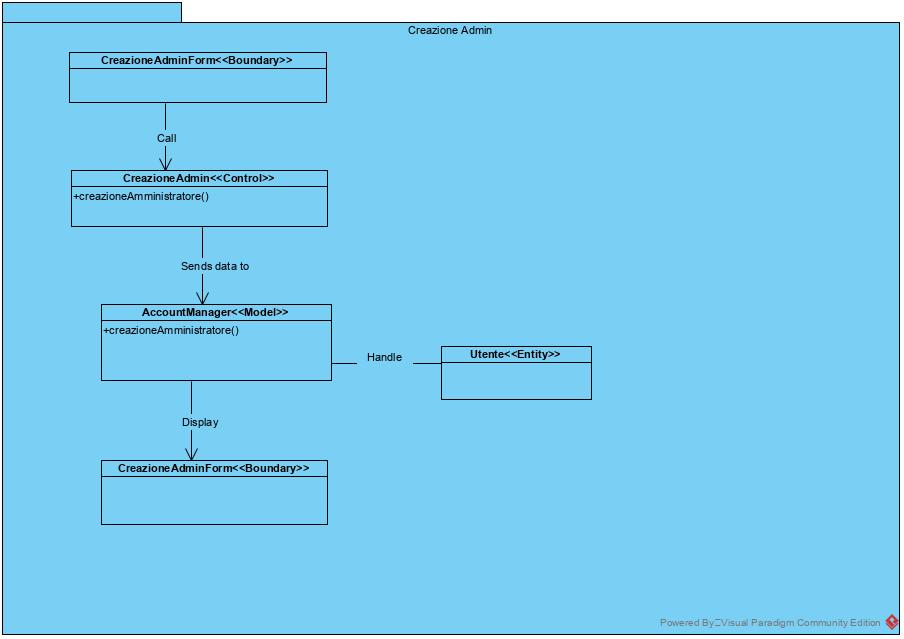 Creazione Admin
CreazioneAdminForm<<Boundary>>
Call
CreazioneAdmin<<Control>>
+creazioneAmministratore()
Sends data to
AccountManager<<Model>>
+creazioneAmministratore()
Handle
Utente<<Entity>>
Display
CreazioneAdminForm<<Boundary>>
Powered By Visual Paradigm Community Edition